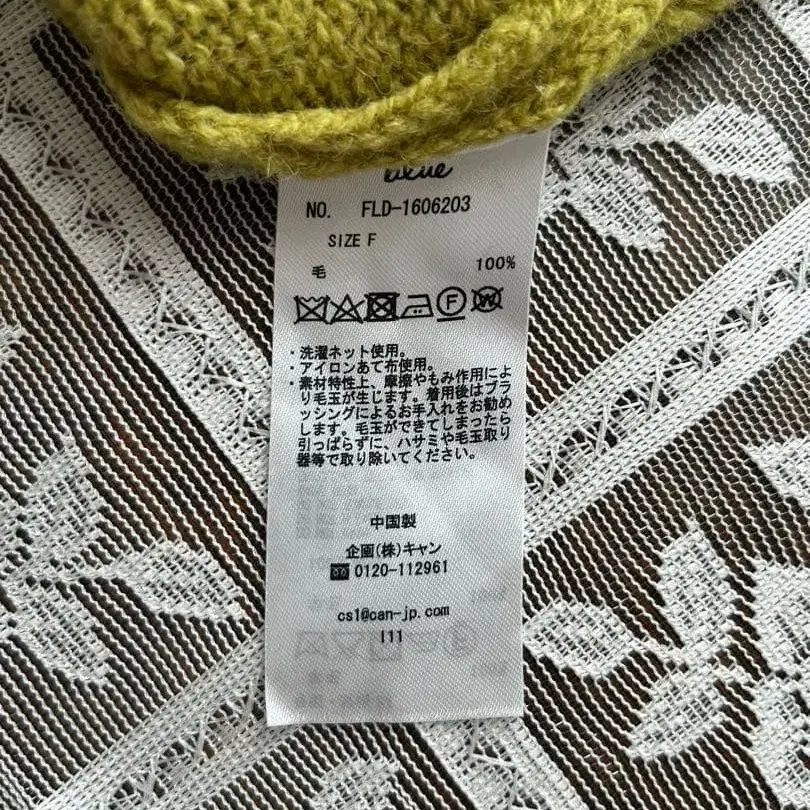 blue
NO. FLD-1606203
SIZE F
毛 100%
F W
・洗濯ネット使用。
・アイロンあて布使用。
・素材特性上、摩擦やもみ作用によ
り毛玉が生じます。着用後はブラ
ッシングによるお手入れをお勧め
します。毛玉ができてしまったら
引っぱらずに、ハサミや毛玉取り
器等で取り除いてください。
中国製
企画(株)キャン
0120-112961
cs1@can-jp.com
I11